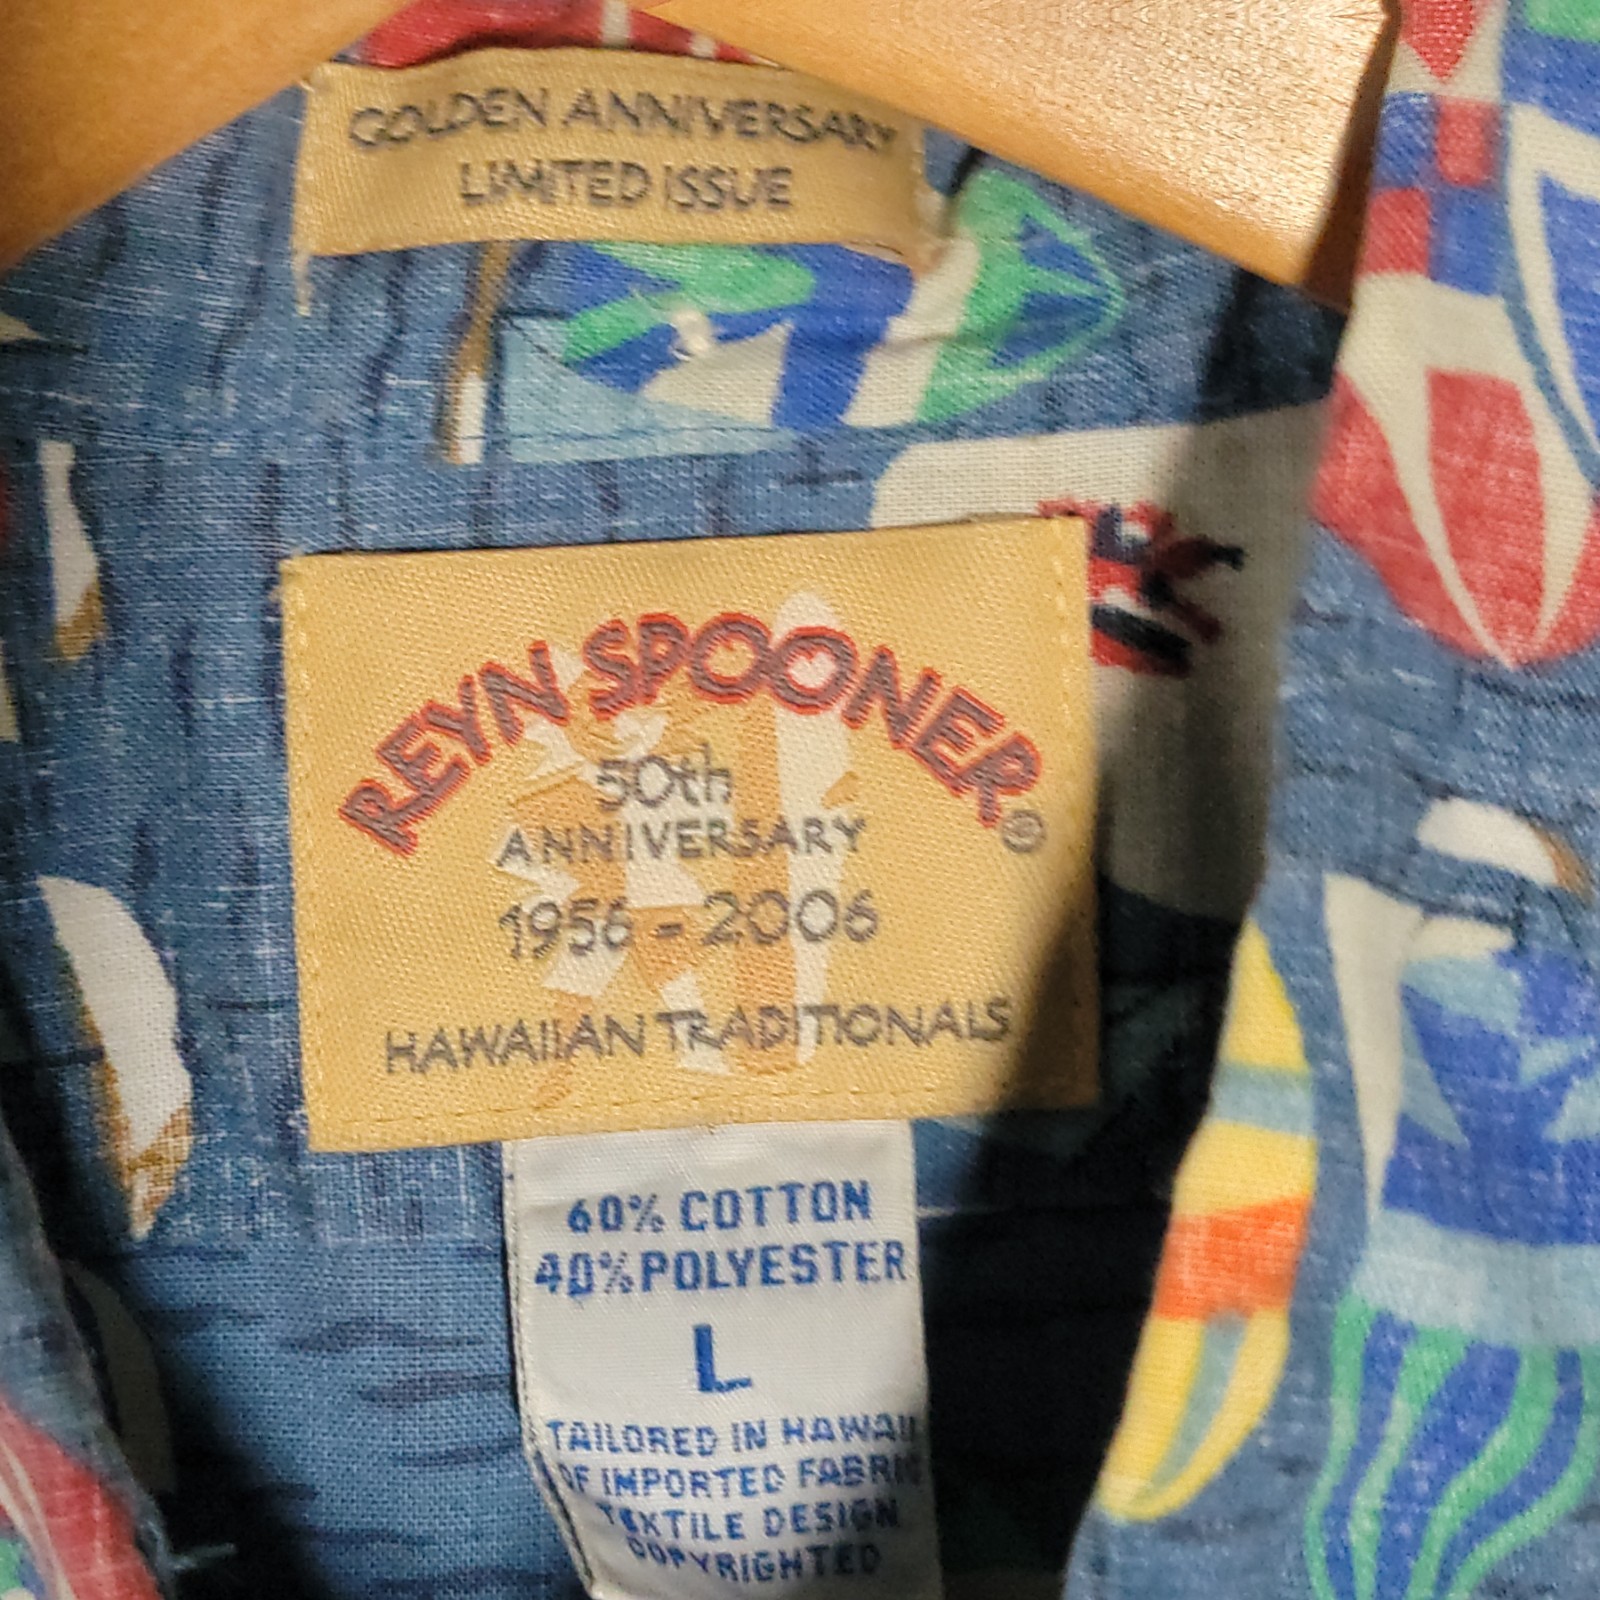 GOLDEN ANNIVERSARY
LIMITED ISSUE
REYN SPOONER®
50th
ANNIVERSARY
1956 - 2006
HAWAIIAN TRADITIONALS
60% COTTON
40% POLYESTER
L
TAILORED IN HAWAII
OF IMPORTED FABRIC
TEXTILE DESIGN
COPYRIGHTED